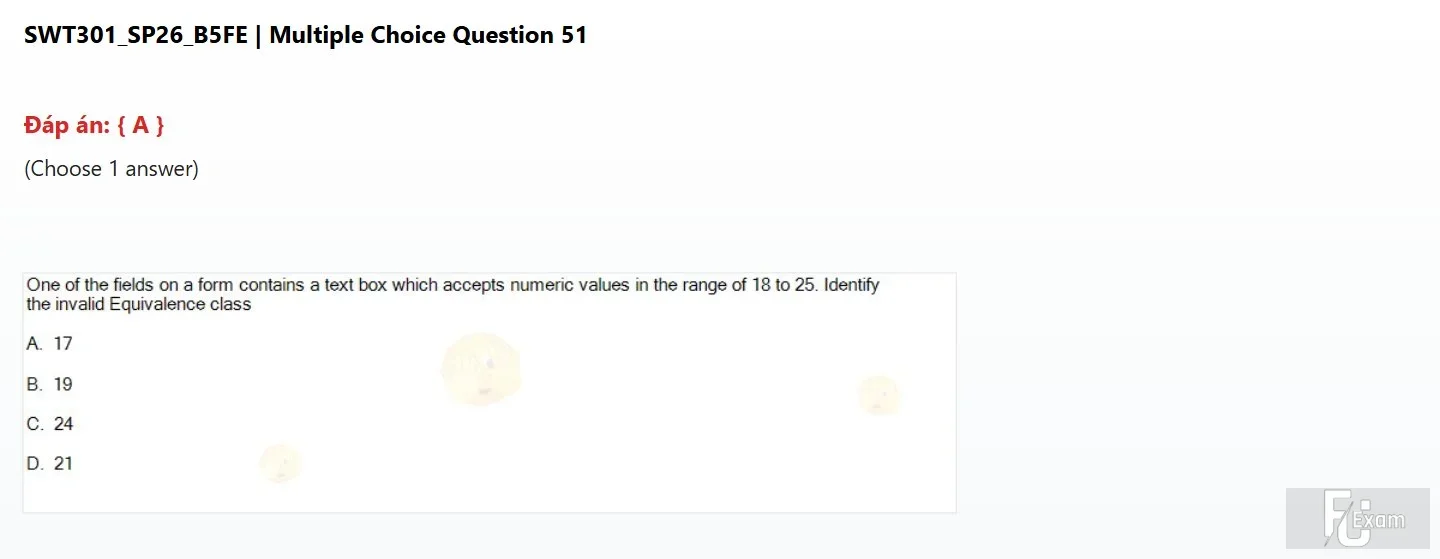 SWT301_SP26_B5FE | Multiple Choice Question 51
Đáp án: { A }
(Choose 1 answer)
One of the fields on a form contains a text box which accepts numeric values in the range of 18 to 25. Identify
the invalid Equivalence class
A. 17
B. 19
C. 24
D. 21
FU Exam